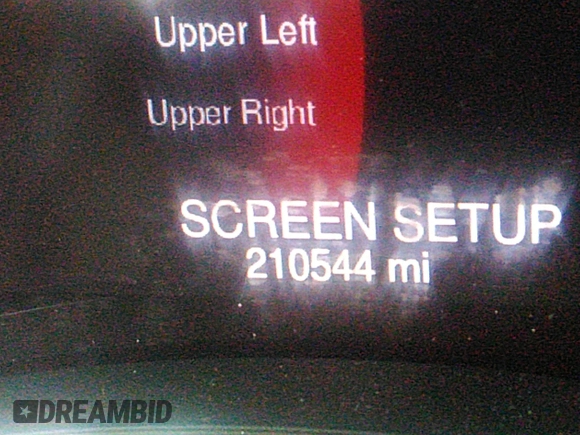 Upper Left
Upper Right
SCREEN SETUP
210544 mi
DREAMBID